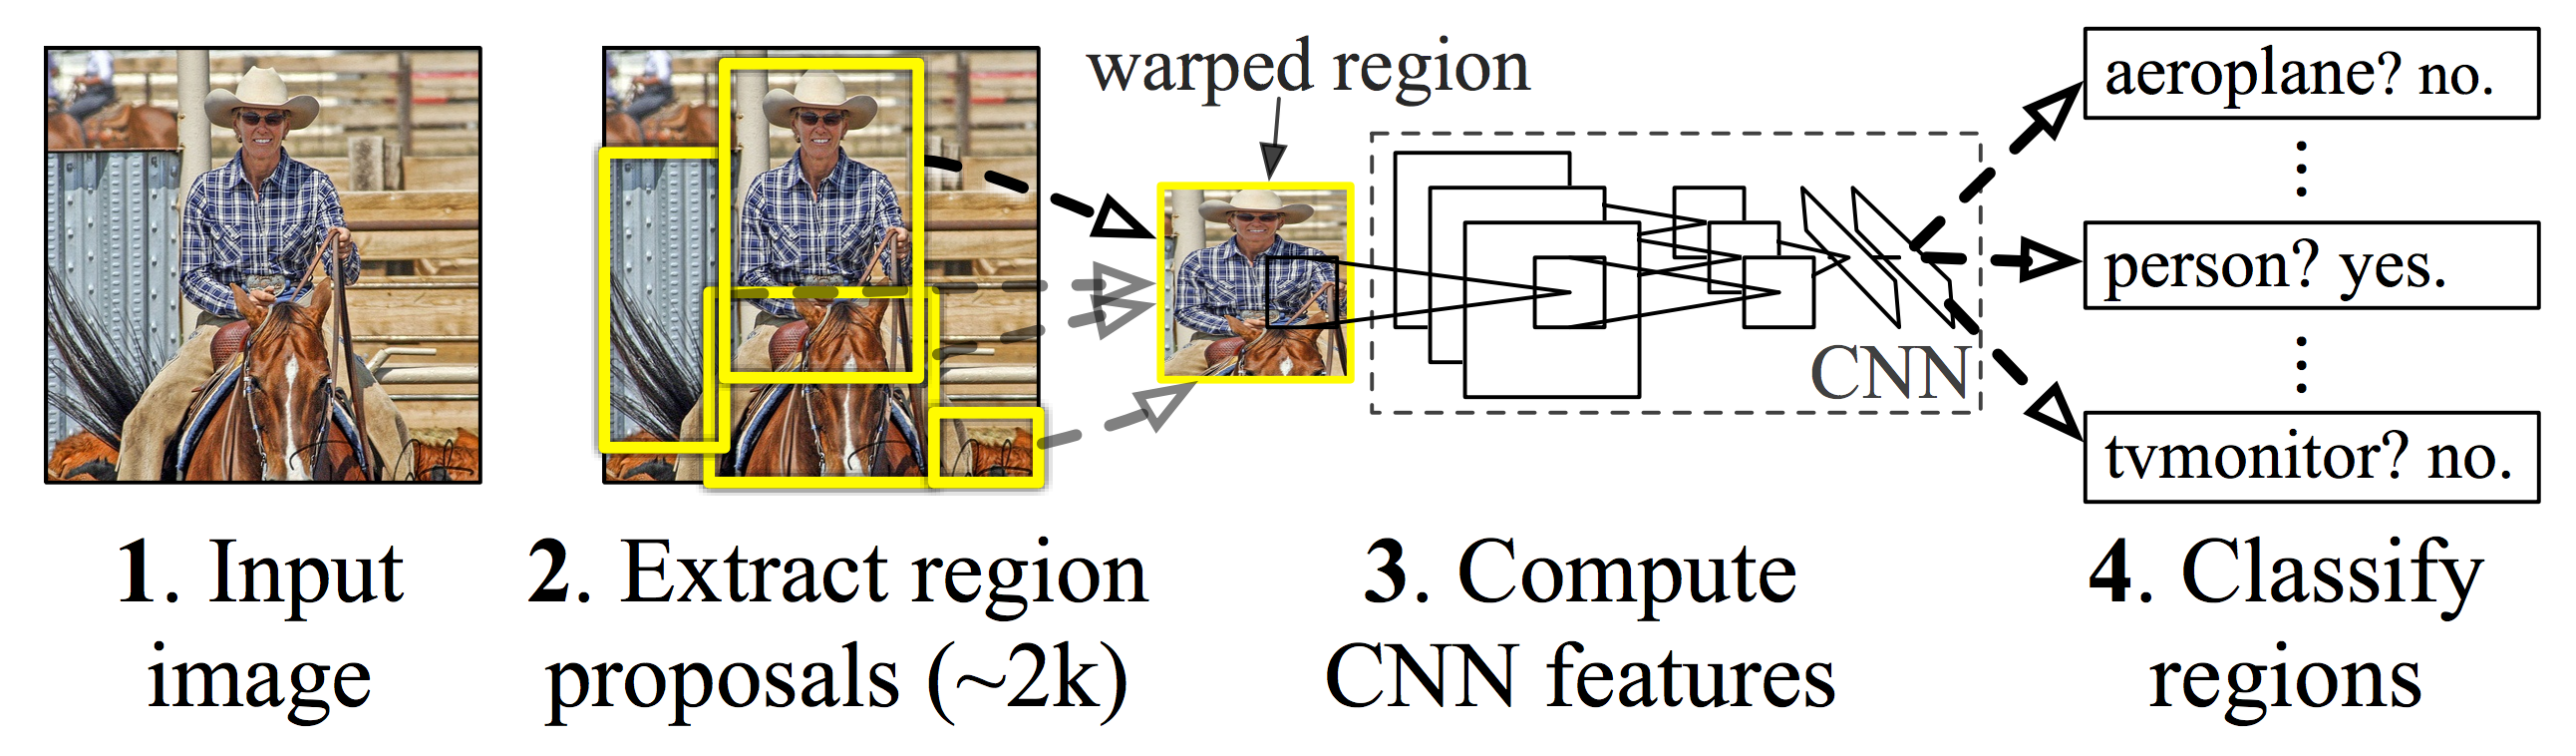 warped region
aeroplane? no.
person? yes.
CNN
tvmonitor? no.
1. Input
image
2. Extract region
proposals (~2k)
3. Compute
CNN features
4. Classify
regions